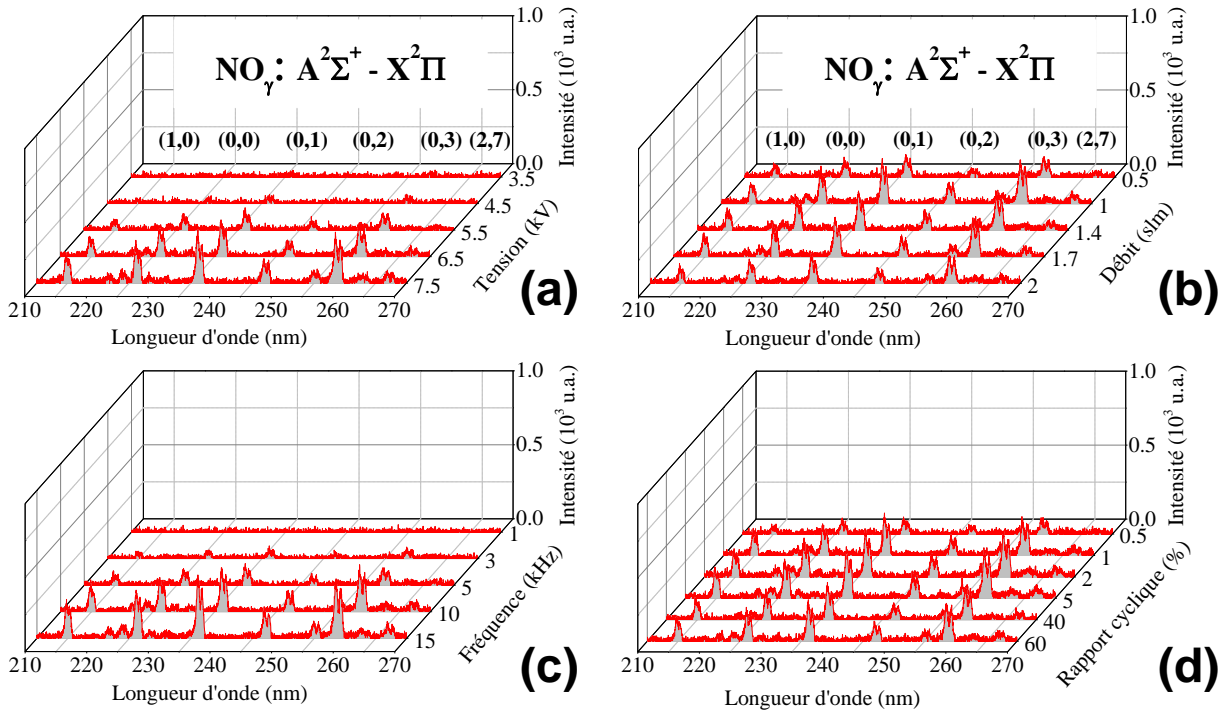 (a)
NOγ: A²Σ⁺ - X²Π
(1,0) (0,0) (0,1) (0,2) (0,3) (2,7)
1.0
0.5
0.0
Intensité (10³ u.a.)
3.5
4.5
5.5
6.5
7.5
Tension (kV)
210 220 230 240 250 260 270
Longueur d'onde (nm)
(b)
NOγ: A²Σ⁺ - X²Π
(1,0) (0,0) (0,1) (0,2) (0,3) (2,7)
1.0
0.5
0.0
Intensité (10³ u.a.)
0.5
1
1.4
1.7
2
Débit (slm)
210 220 230 240 250 260 270
Longueur d'onde (nm)
(c)
1.0
0.5
0.0
Intensité (10³ u.a.)
1
3
5
10
15
Fréquence (kHz)
210 220 230 240 250 260 270
Longueur d'onde (nm)
(d)
1.0
0.5
0.0
Intensité (10³ u.a.)
0.5
1
2
5
40
60
Rapport cyclique (%)
210 220 230 240 250 260 270
Longueur d'onde (nm)